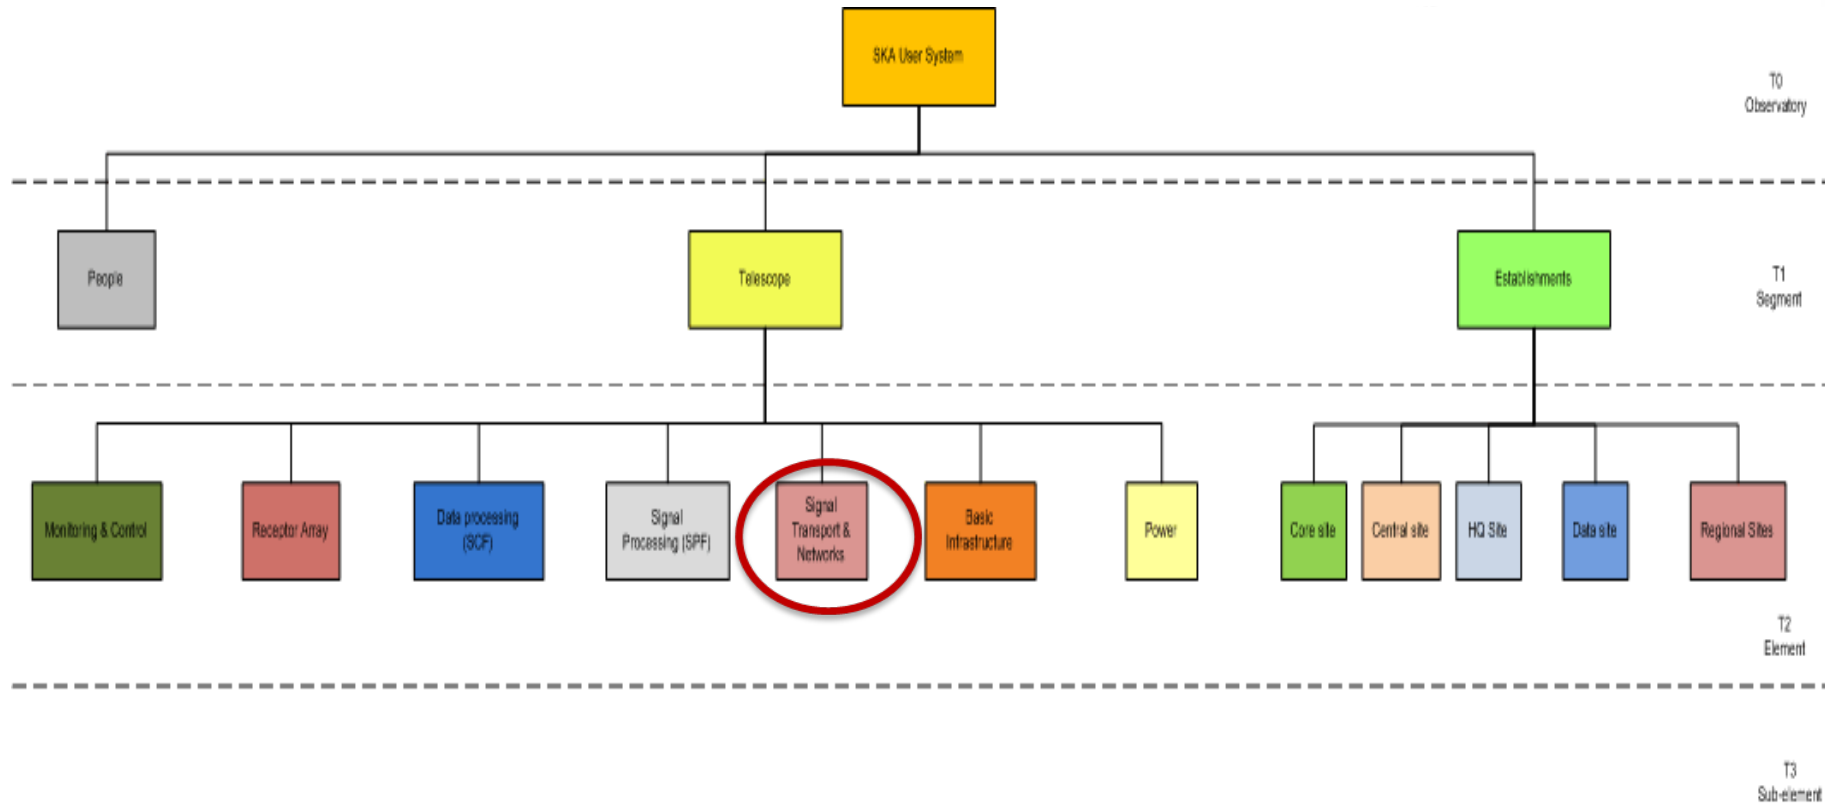 SKA User System
T0
Observatory
People
Telescope
Establishments
T1
Segment
Monitoring & Control
Receptor Array
Data processing
(SCF)
Signal
Processing (SPF)
Signal
Transport &
Networks
Basic
Infrastructure
Power
Core site
Central site
HQ Site
Data site
Regional Sites
T2
Element
T3
Sub-element